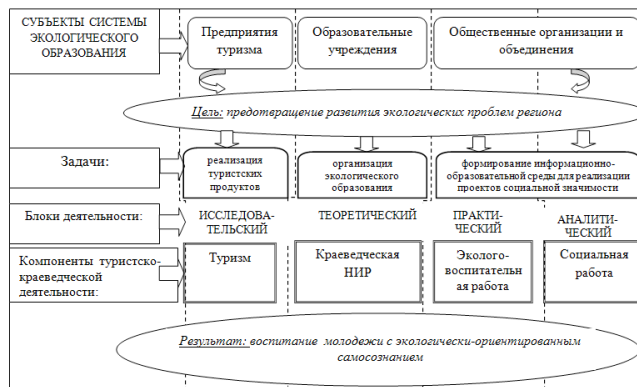 СУБЪЕКТЫ СИСТЕМЫ
ЭКОЛОГИЧЕСКОГО
ОБРАЗОВАНИЯ
Предприятия
туризма
Образовательные
учреждения
Общественные организации и
объединения
Цель: предотвращение развития экологических проблем региона
Задачи:
реализация
туристских
продуктов
организация
экологического
образования
формирование информационно-
образовательной среды для реализации
проектов социальной значимости
Блоки деятельности:
ИССЛЕДОВА-
ТЕЛЬСКИЙ
ТЕОРЕТИЧЕСКИЙ
ПРАКТИ-
ЧЕСКИЙ
АНАЛИТИ-
ЧЕСКИЙ
Компоненты туристско-
краеведческой
деятельности:
Туризм
Краеведческая
НИР
Эколого-
воспитатель
ная работа
Социальная
работа
Результат: воспитание молодежи с экологически-ориентированным
самосознанием